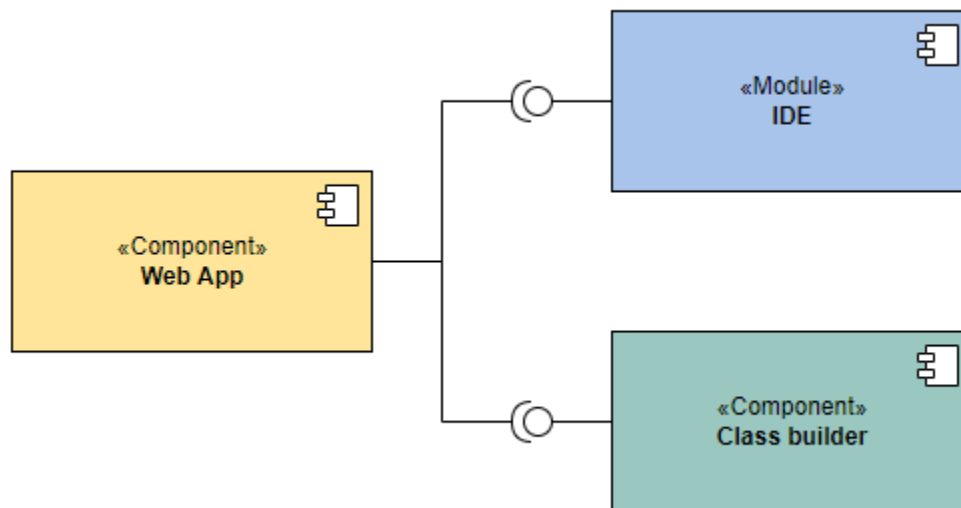 «Module»
IDE
«Component»
Web App
«Component»
Class builder